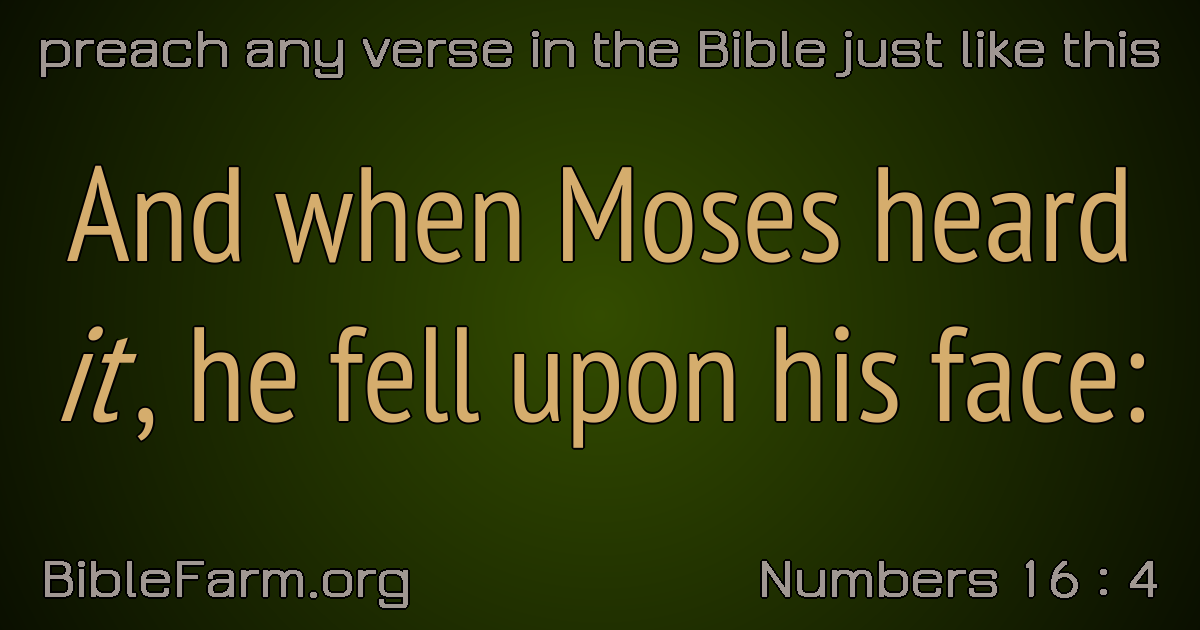 preach any verse in the Bible just like this
And when Moses heard
it, he fell upon his face:
BibleFarm.org
Numbers 16 : 4